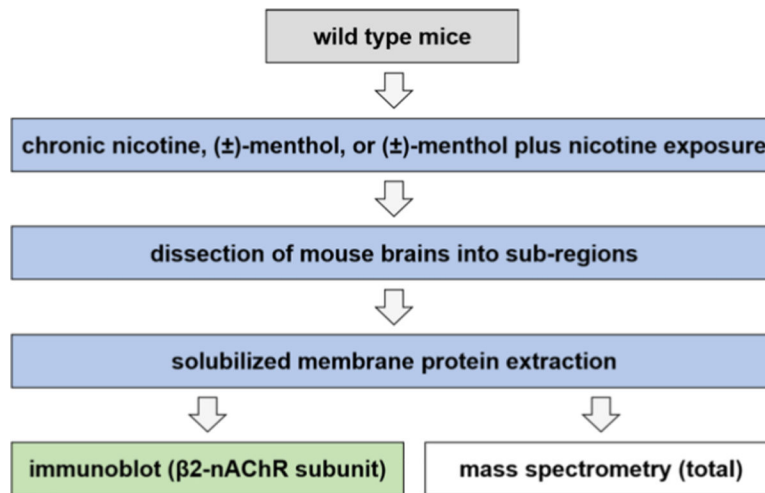 wild type mice
chronic nicotine, (±)-menthol, or (±)-menthol plus nicotine exposure
dissection of mouse brains into sub-regions
solubilized membrane protein extraction
immunoblot (β2-nAChR subunit)
mass spectrometry (total)